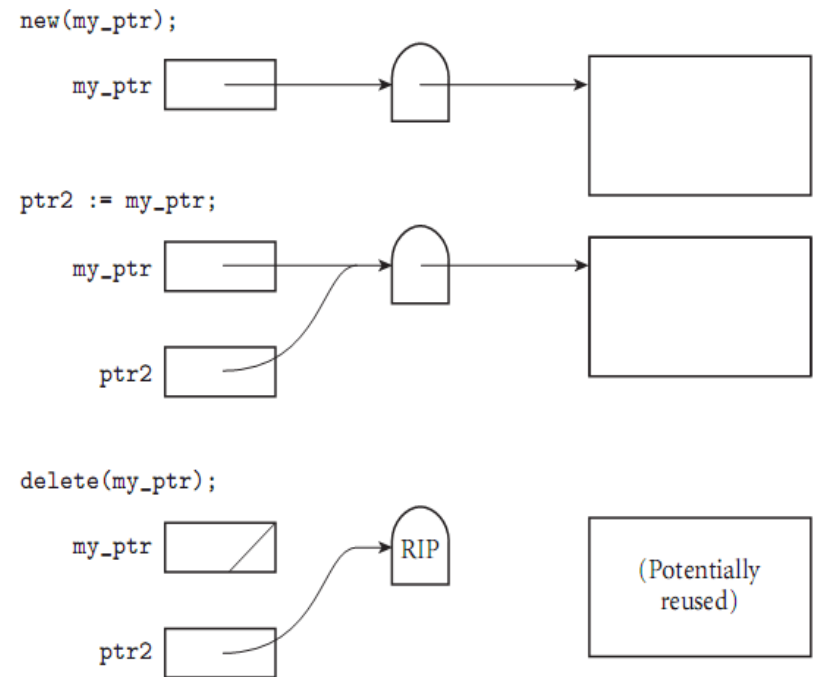 new(my_ptr);
my_ptr
ptr2 := my_ptr;
my_ptr
ptr2
delete(my_ptr);
my_ptr
RIP
(Potentially
reused)
ptr2